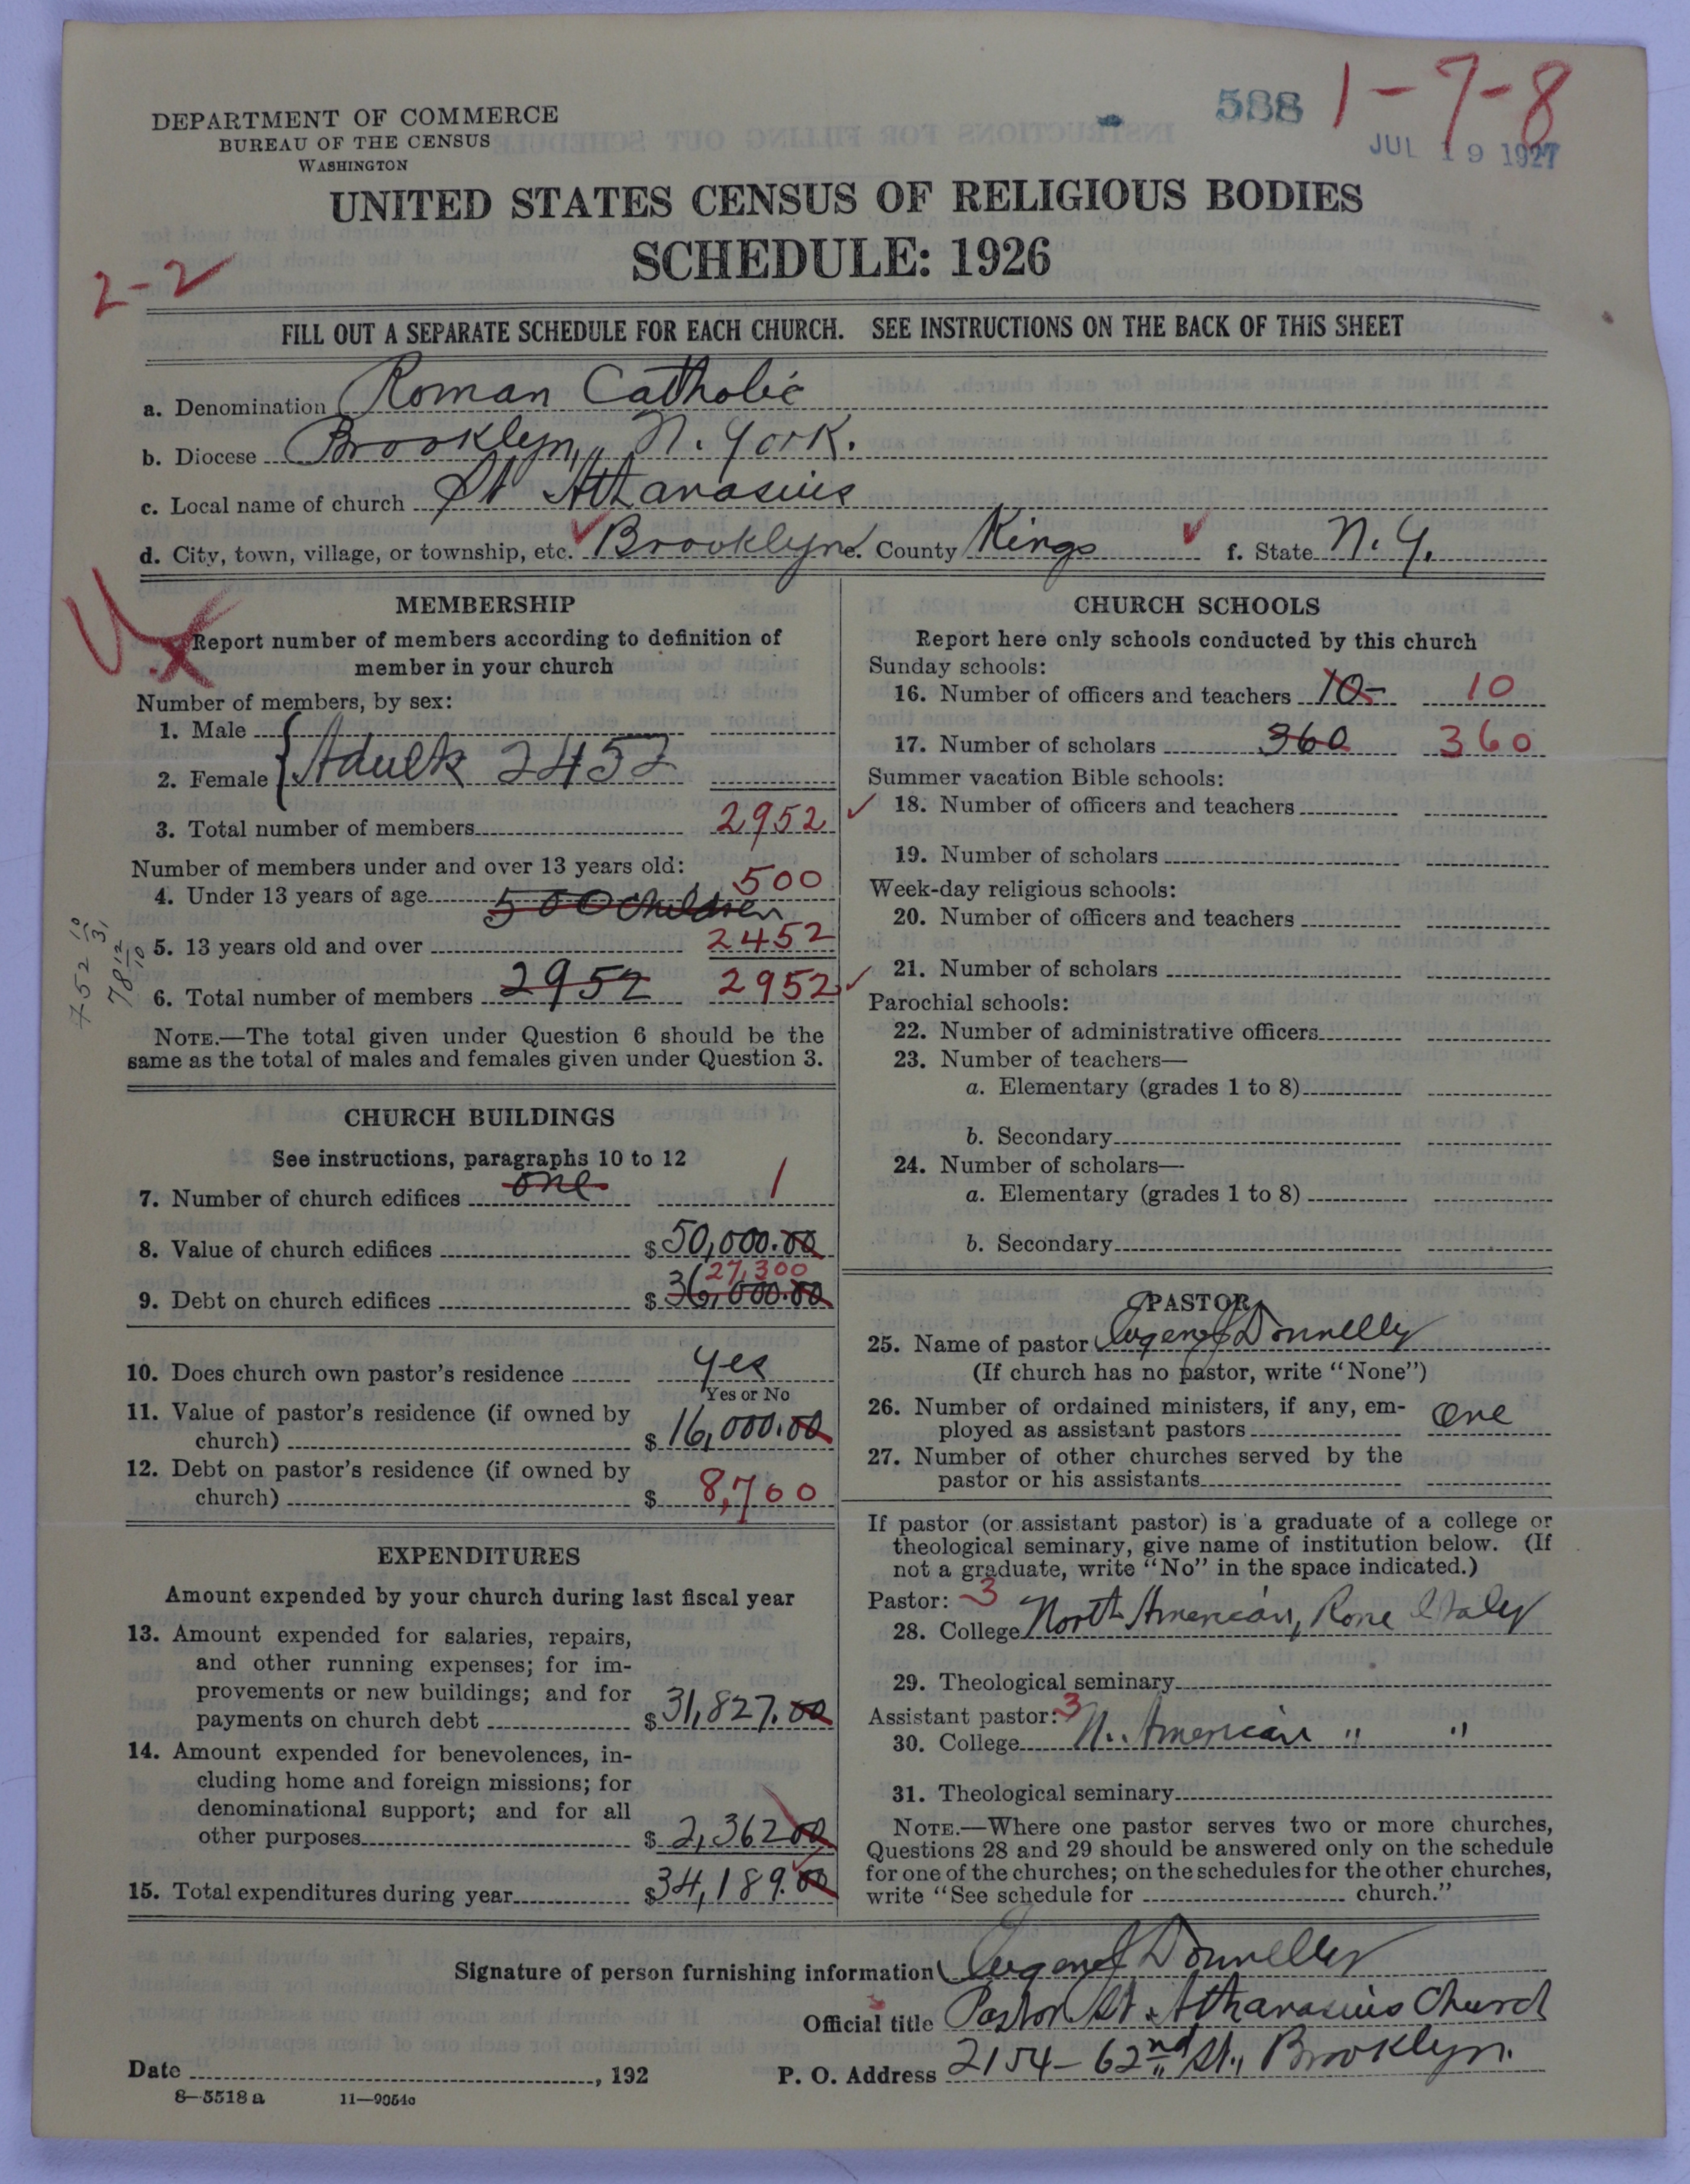 588 1-7-8
JUL 19 1927
DEPARTMENT OF COMMERCE
BUREAU OF THE CENSUS
WASHINGTON
UNITED STATES CENSUS OF RELIGIOUS BODIES
SCHEDULE: 1926
2-2
FILL OUT A SEPARATE SCHEDULE FOR EACH CHURCH. SEE INSTRUCTIONS ON THE BACK OF THIS SHEET
a. Denomination Roman Catholic
b. Diocese Brooklyn, N. York.
c. Local name of church St Athanasius
d. City, town, village, or township, etc. Brooklyn e. County Kings f. State N. Y.
MEMBERSHIP
Report number of members according to definition of
member in your church
Number of members, by sex:
1. Male
2. Female Adults 2452
3. Total number of members 2952
Number of members under and over 13 years old:
4. Under 13 years of age 500 children 500
5. 13 years old and over 2452
6. Total number of members 2952 2952
NOTE.—The total given under Question 6 should be the
same as the total of males and females given under Question 3.
CHURCH BUILDINGS
See instructions, paragraphs 10 to 12
7. Number of church edifices one 1
8. Value of church edifices $ 50,000.00
27,300
9. Debt on church edifices $ 36,000.00
10. Does church own pastor's residence yes
Yes or No
11. Value of pastor's residence (if owned by
church) $ 16,000.00
12. Debt on pastor's residence (if owned by
church) $ 8,700
EXPENDITURES
Amount expended by your church during last fiscal year
13. Amount expended for salaries, repairs,
and other running expenses; for im-
provements or new buildings; and for
payments on church debt $ 31,827.00
14. Amount expended for benevolences, in-
cluding home and foreign missions; for
denominational support; and for all
other purposes $ 2,362 00
15. Total expenditures during year $ 34,189.00
CHURCH SCHOOLS
Report here only schools conducted by this church
Sunday schools:
16. Number of officers and teachers 10- 10
17. Number of scholars 360 360
Summer vacation Bible schools:
18. Number of officers and teachers
19. Number of scholars
Week-day religious schools:
20. Number of officers and teachers
21. Number of scholars
Parochial schools:
22. Number of administrative officers
23. Number of teachers—
a. Elementary (grades 1 to 8)
b. Secondary
24. Number of scholars—
a. Elementary (grades 1 to 8)
b. Secondary
PASTOR
25. Name of pastor Eugene J Donnelly
(If church has no pastor, write "None")
26. Number of ordained ministers, if any, em-
ployed as assistant pastors one
27. Number of other churches served by the
pastor or his assistants
If pastor (or assistant pastor) is a graduate of a college or
theological seminary, give name of institution below. (If
not a graduate, write "No" in the space indicated.)
Pastor: 3
28. College North American, Rome Italy
29. Theological seminary
Assistant pastor: 3
30. College N. American " "
31. Theological seminary
NOTE.—Where one pastor serves two or more churches,
Questions 28 and 29 should be answered only on the schedule
for one of the churches; on the schedules for the other churches,
write "See schedule for church."
Signature of person furnishing information Eugene J Donnelly
Official title Pastor St. Athanasius Church
Date , 192 P. O. Address 2154-62nd St., Brooklyn.
8-5518 a 11-9054c